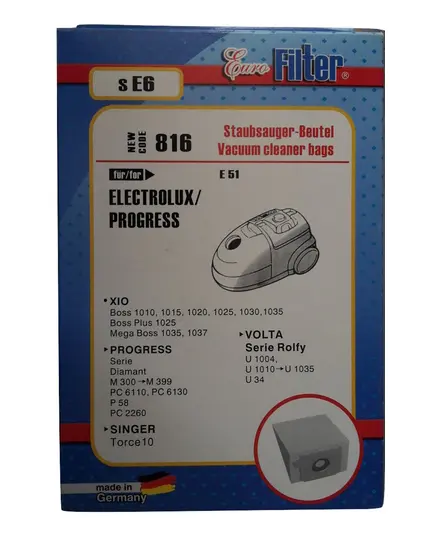 Euro Filter®
s E6
NEW CODE 816
Staubsauger-Beutel
Vacuum cleaner bags
für/for
E 51
ELECTROLUX/
PROGRESS
• XIO
Boss 1010, 1015, 1020, 1025, 1030,1035
Boss Plus 1025
Mega Boss 1035, 1037
▸PROGRESS
Serie
Diamant
M 300→M 399
PC 6110, PC 6130
P 58
PC 2260
▸SINGER
Torce10
▸VOLTA
Serie Rolfy
U 1004,
U 1010→U 1035
U 34
made in
Germany